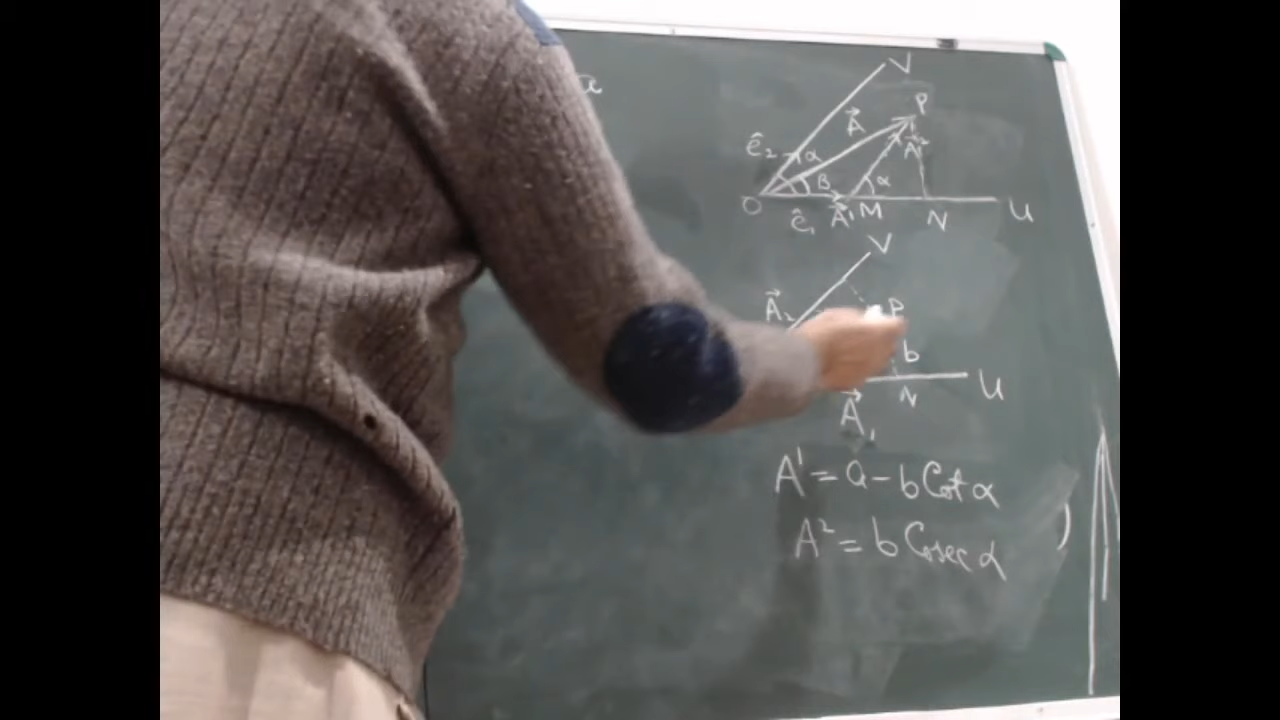 α
V
P
A⃗
ê₂ α A⃗²
β α
O ê₁ A⃗¹ M N U
V
A⃗₂ P
b
N U
A⃗₁
A¹ = a - b Cot α
A² = b Cosec α
)